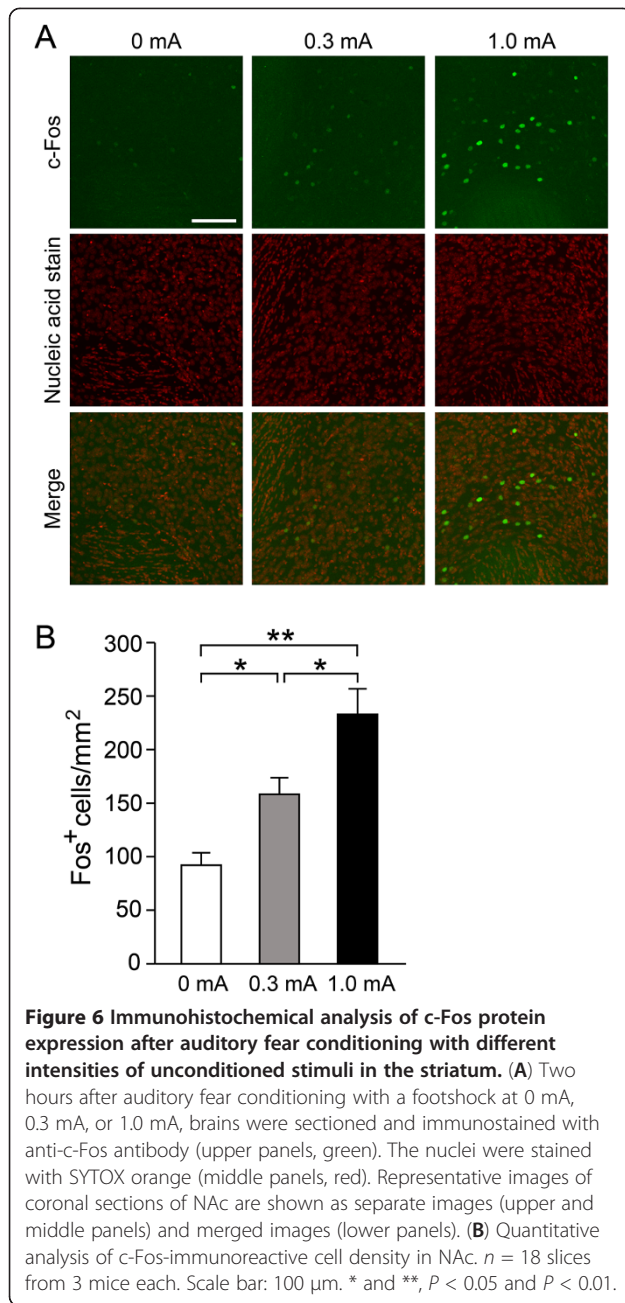 A
0 mA 0.3 mA 1.0 mA
c-Fos
Nucleic acid stain
Merge
B
**
* *
300
250
200
150
100
50
0
Fos+ cells/mm2
0 mA 0.3 mA 1.0 mA
Figure 6 Immunohistochemical analysis of c-Fos protein
expression after auditory fear conditioning with different
intensities of unconditioned stimuli in the striatum. (A) Two
hours after auditory fear conditioning with a footshock at 0 mA,
0.3 mA, or 1.0 mA, brains were sectioned and immunostained with
anti-c-Fos antibody (upper panels, green). The nuclei were stained
with SYTOX orange (middle panels, red). Representative images of
coronal sections of NAc are shown as separate images (upper and
middle panels) and merged images (lower panels). (B) Quantitative
analysis of c-Fos-immunoreactive cell density in NAc. n = 18 slices
from 3 mice each. Scale bar: 100 μm. * and **, P < 0.05 and P < 0.01.